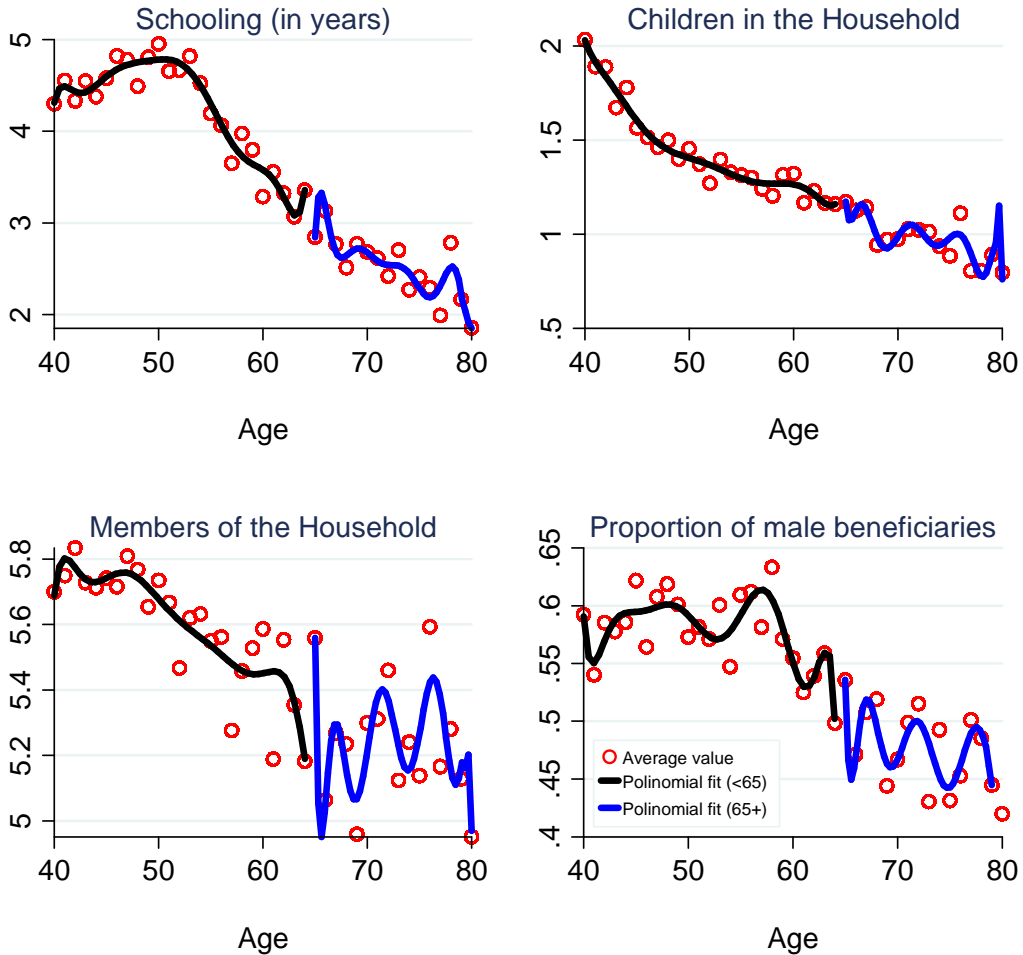 Schooling (in years)
5
4
3
2
40 50 60 70 80
Age
Children in the Household
2
1.5
1
.5
40 50 60 70 80
Age
Members of the Household
5.8
5.6
5.4
5.2
5
40 50 60 70 80
Age
Proportion of male beneficiaries
.65
.6
.55
.5
.45
.4
Average value
Polinomial fit (<65)
Polinomial fit (65+)
40 50 60 70 80
Age